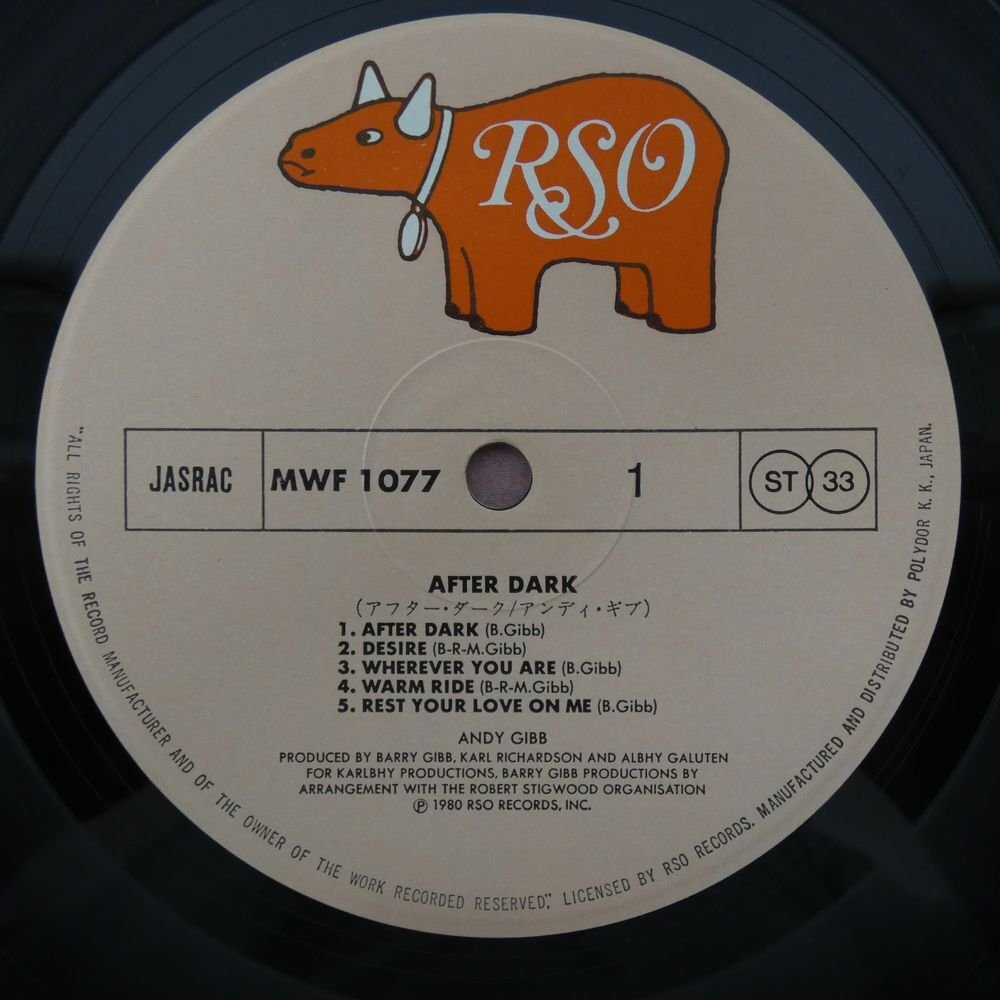 RSO
JASRAC MWF 1077 1 ST 33
AFTER DARK
(アフター・ダーク/アンディ・ギブ)
1. AFTER DARK (B.Gibb)
2. DESIRE (B-R-M.Gibb)
3. WHEREVER YOU ARE (B.Gibb)
4. WARM RIDE (B-R-M.Gibb)
5. REST YOUR LOVE ON ME (B.Gibb)
ANDY GIBB
PRODUCED BY BARRY GIBB, KARL RICHARDSON AND ALBHY GALUTEN
FOR KARLBHY PRODUCTIONS, BARRY GIBB PRODUCTIONS BY
ARRANGEMENT WITH THE ROBERT STIGWOOD ORGANISATION
℗ 1980 RSO RECORDS, INC.
"ALL RIGHTS OF THE RECORD MANUFACTURER AND OF THE OWNER OF THE WORK RECORDED RESERVED", LICENSED BY RSO RECORDS. MANUFACTURED AND DISTRIBUTED BY POLYDOR K. K., JAPAN.